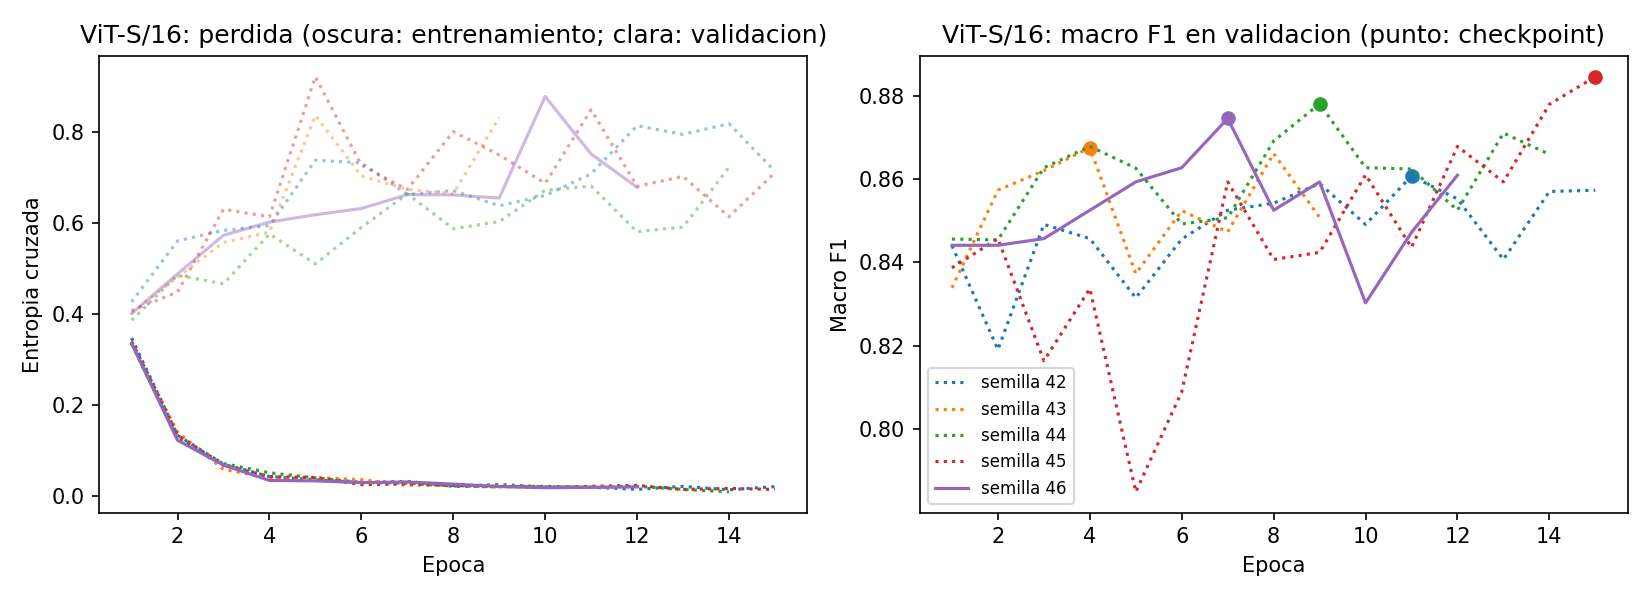 ViT-S/16: perdida (oscura: entrenamiento; clara: validacion)
Entropia cruzada
0.8
0.6
0.4
0.2
0.0
2 4 6 8 10 12 14
Epoca
ViT-S/16: macro F1 en validacion (punto: checkpoint)
Macro F1
0.88
0.86
0.84
0.82
0.80
semilla 42
semilla 43
semilla 44
semilla 45
semilla 46
2 4 6 8 10 12 14
Epoca